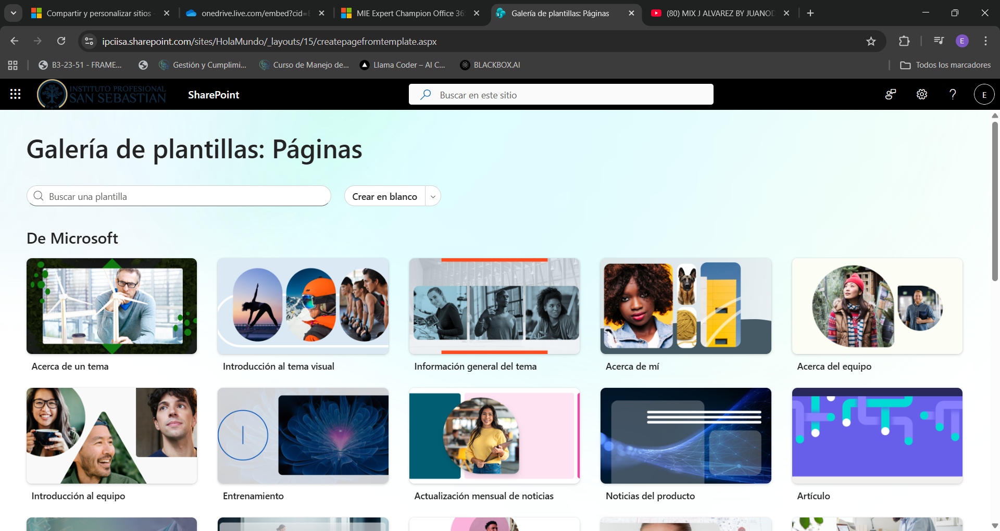 Compartir y personalizar sitios
onedrive.live.com/embed?cid=
MIE Expert Champion Office 36
Galería de plantillas: Páginas
(80) MIX J ALVAREZ BY JUANOD
ipciisa.sharepoint.com/sites/HolaMundo/_layouts/15/createpagefromtemplate.aspx
E
B3-23-51 - FRAME...
Gestión y Cumplimi...
Curso de Manejo de...
Llama Coder – AI C...
BLACKBOX.AI
Todos los marcadores
INSTITUTO PROFESIONAL
SAN SEBASTIAN
SharePoint
Buscar en este sitio
E
Galería de plantillas: Páginas
Buscar una plantilla
Crear en blanco
De Microsoft
Acerca de un tema
Introducción al tema visual
Información general del tema
Acerca de mí
Acerca del equipo
Introducción al equipo
Entrenamiento
Actualización mensual de noticias
Noticias del producto
Artículo